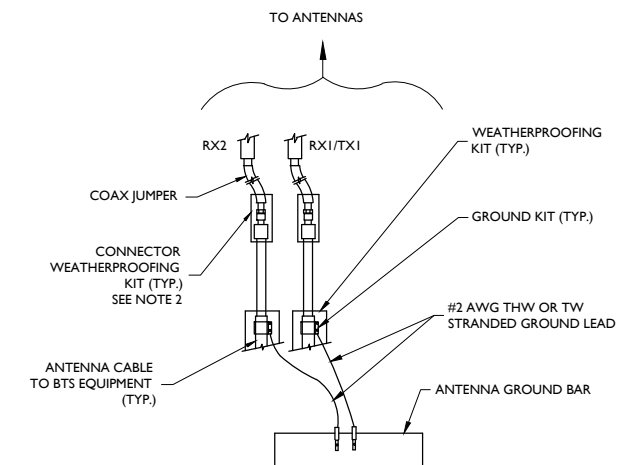 TO ANTENNAS
RX2
RX1/TX1
WEATHERPROOFING
KIT (TYP.)
COAX JUMPER
GROUND KIT (TYP.)
CONNECTOR
WEATHERPROOFING
KIT (TYP.)
SEE NOTE 2
#2 AWG THW OR TW
STRANDED GROUND LEAD
ANTENNA CABLE
TO BTS EQUIPMENT
(TYP.)
ANTENNA GROUND BAR